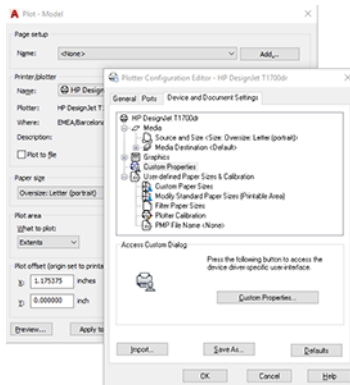 Plot - Model
Page setup
Name:
<None>
Add...
Printer/plotter
Name:
HP Design
Plotter:
HP DesignJet T
Where:
EMEA/Barcelon
Description:
Plot to file
Paper size
Oversize: Letter (portrait)
Plot area
What to plot:
Extents
Plot offset (origin set to printa
X:
1.175375
inches
Y:
0.000000
inch
Preview...
Apply to
Plotter Configuration Editor - HP DesignJet T1700dr
General
Ports
Device and Document Settings
HP DesignJet T1700dr
Media
Source and Size <Size: Oversize: Letter (portrait)>
Media Destination <Default>
Graphics
Custom Properties
User-defined Paper Sizes & Calibration
Custom Paper Sizes
Modify Standard Paper Sizes (Printable Area)
Filter Paper Sizes
Plotter Calibration
PMP File Name <None>
Access Custom Dialog
Press the following button to access the
device driver-specific user-interface.
Custom Properties...
Import...
Save As...
Defaults
OK
Cancel
Help